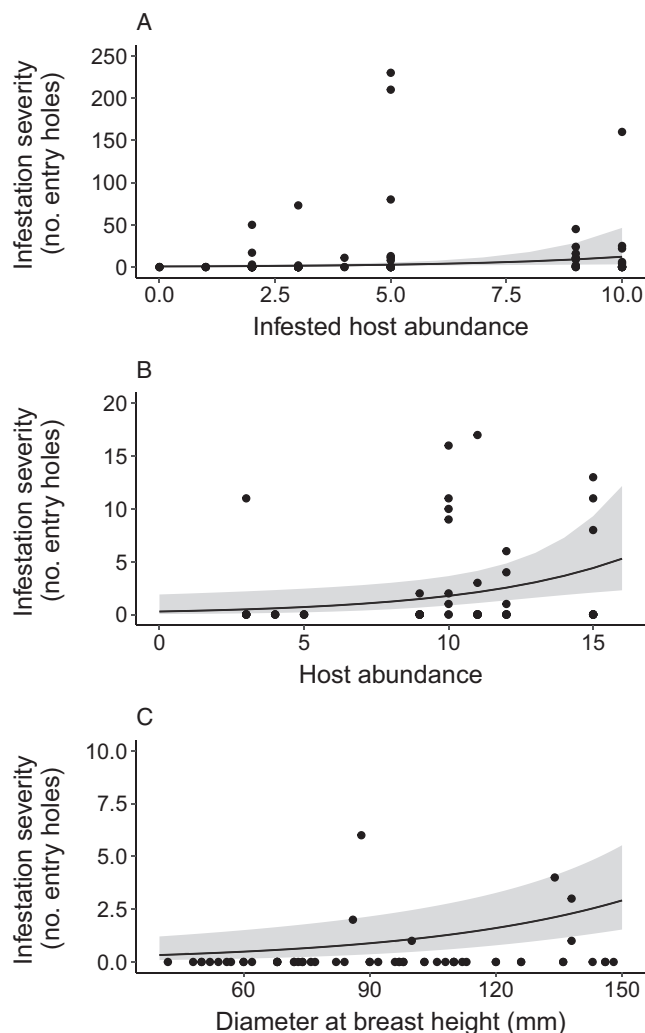 A
Infestation severity
(no. entry holes)
250
200
150
100
50
0
0.0 2.5 5.0 7.5 10.0
Infested host abundance
B
Infestation severity
(no. entry holes)
20
15
10
5
0
0 5 10 15
Host abundance
C
Infestation severity
(no. entry holes)
10.0
7.5
5.0
2.5
0.0
60 90 120 150
Diameter at breast height (mm)